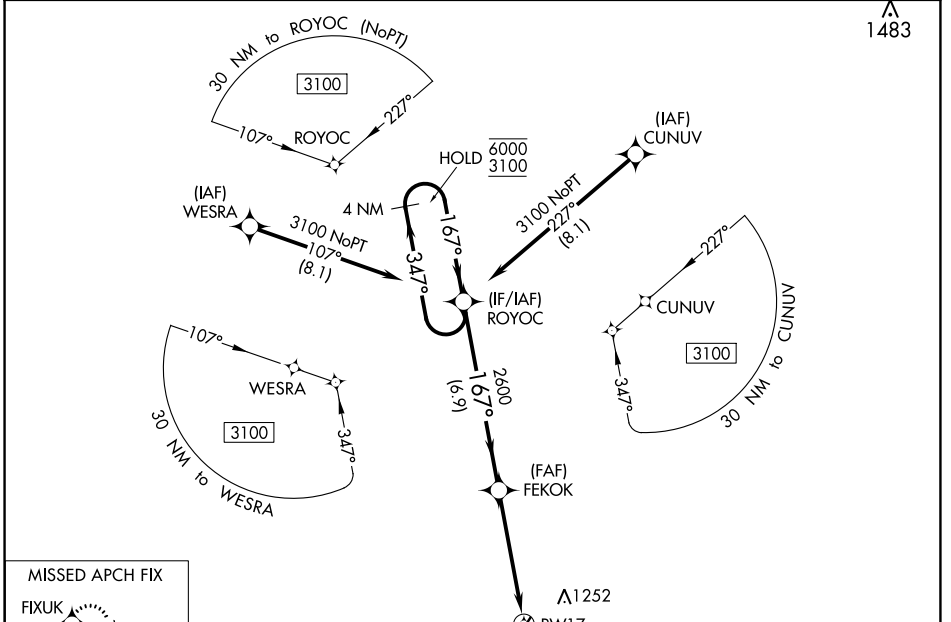 1483
30 NM to ROYOC (NoPT)
3100
107°
227°
ROYOC
HOLD
6000
3100
(IAF)
CUNUV
(IAF)
WESRA
4 NM
3100 NoPT
107°
(8.1)
3100 NoPT
227°
(8.1)
167°
347°
(IF/IAF)
ROYOC
227°
CUNUV
3100
347°
30 NM to CUNUV
107°
WESRA
3100
347°
30 NM to WESRA
2600
167°
(6.9)
(FAF)
FEKOK
MISSED APCH FIX
FIXUK
1252
RW17